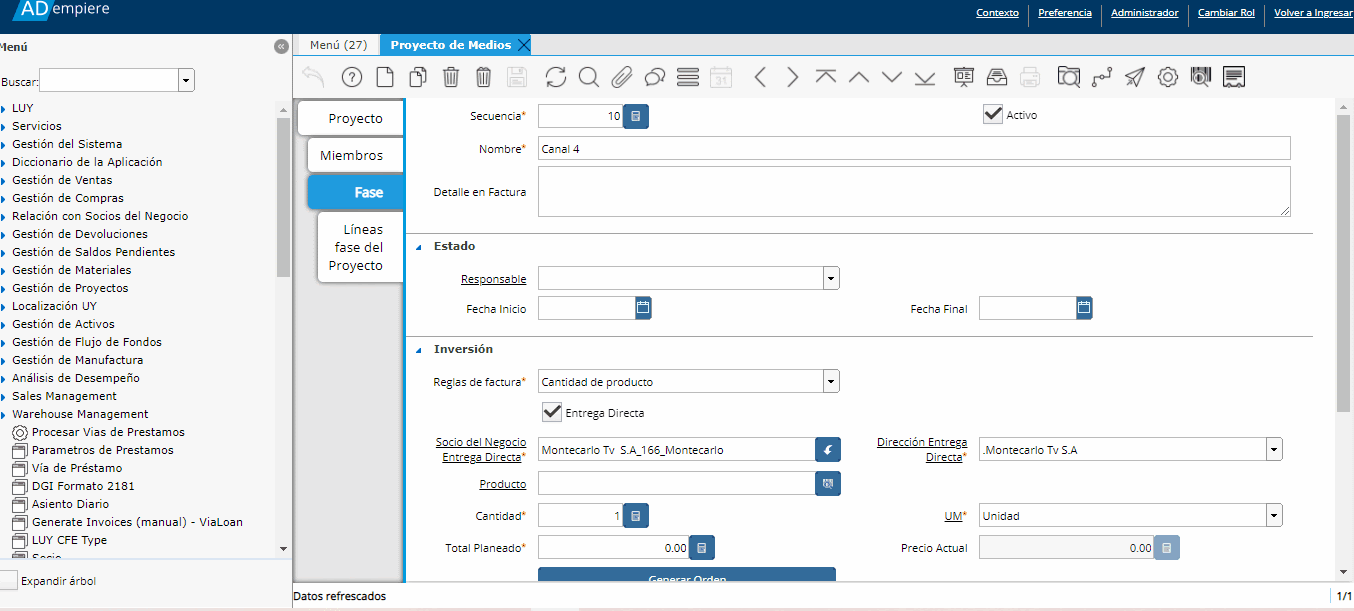 ADempiere
Contexto Preferencia Administrador Cambiar Rol Volver a Ingresar
Menú
Menú (27) Proyecto de Medios
Buscar:
LUY
Servicios
Gestión del Sistema
Diccionario de la Aplicación
Gestión de Ventas
Gestión de Compras
Relación con Socios del Negocio
Gestión de Devoluciones
Gestión de Saldos Pendientes
Gestión de Materiales
Gestión de Proyectos
Localización UY
Gestión de Activos
Gestión de Flujo de Fondos
Gestión de Manufactura
Análisis de Desempeño
Sales Management
Warehouse Management
Procesar Vias de Prestamos
Parametros de Prestamos
Vía de Préstamo
DGI Formato 2181
Asiento Diario
Generate Invoices (manual) - ViaLoan
LUY CFE Type
Socio
Expandir árbol
31
Proyecto
Miembros
Fase
Líneas
fase del
Proyecto
Secuencia* 10 Activo
Nombre* Canal 4
Detalle en Factura
Estado
Responsable
Fecha Inicio Fecha Final
Inversión
Reglas de factura* Cantidad de producto
Entrega Directa
Socio del Negocio
Entrega Directa* Montecarlo Tv S.A_166_Montecarlo
Dirección Entrega
Directa* .Montecarlo Tv S.A
Producto
Cantidad* 1 UM* Unidad
Total Planeado* 0.00 Precio Actual 0.00
Generar Orden
Datos refrescados 1/1